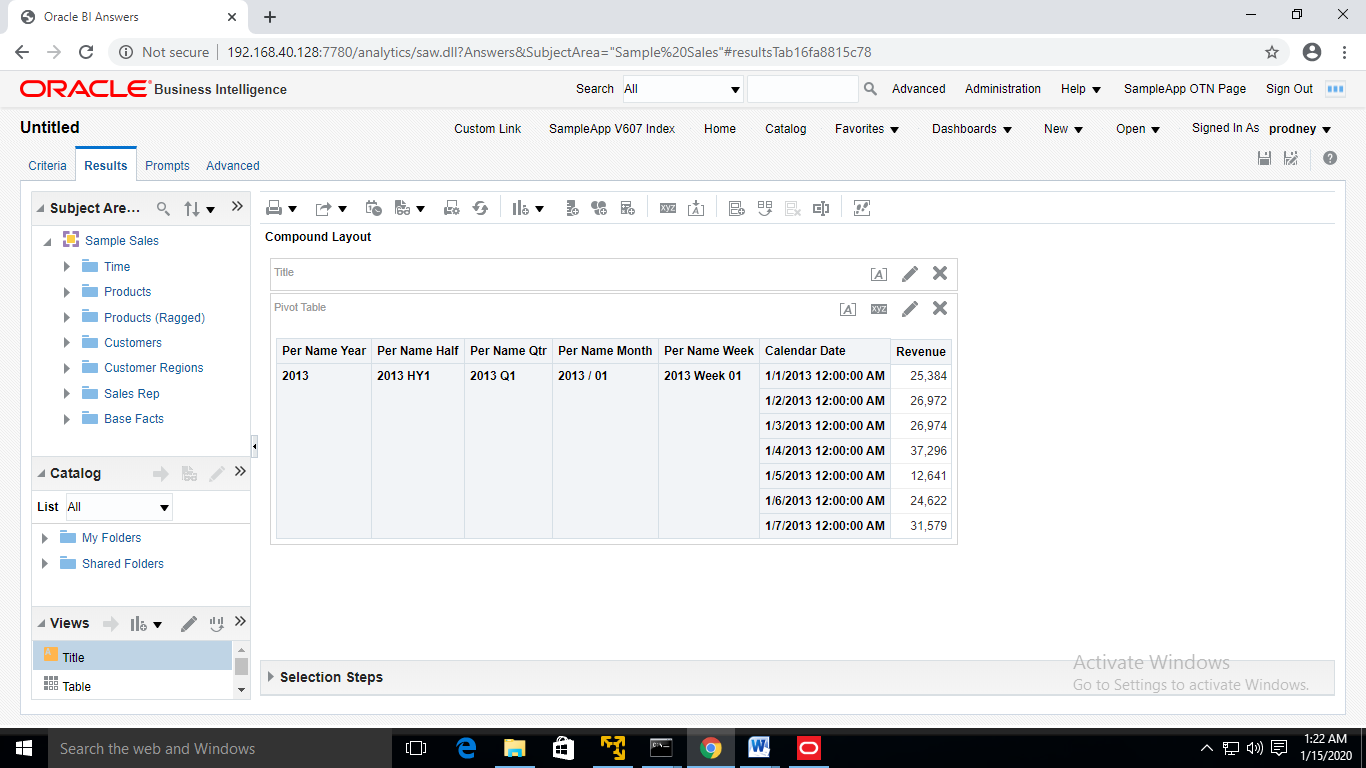 Oracle BI Answers
Not secure 192.168.40.128:7780/analytics/saw.dll?Answers&SubjectArea="Sample%20Sales"#resultsTab16fa8815c78
ORACLE Business Intelligence Search All Advanced Administration Help SampleApp OTN Page Sign Out
Untitled Custom Link SampleApp V607 Index Home Catalog Favorites Dashboards New Open Signed In As prodney
Criteria Results Prompts Advanced
Subject Are...
Sample Sales
Time
Products
Products (Ragged)
Customers
Customer Regions
Sales Rep
Base Facts
Catalog
List All
My Folders
Shared Folders
Views
Title
Table
Compound Layout
Title
Pivot Table
Per Name Year Per Name Half Per Name Qtr Per Name Month Per Name Week Calendar Date Revenue
2013 2013 HY1 2013 Q1 2013 / 01 2013 Week 01 1/1/2013 12:00:00 AM 25,384
1/2/2013 12:00:00 AM 26,972
1/3/2013 12:00:00 AM 26,974
1/4/2013 12:00:00 AM 37,296
1/5/2013 12:00:00 AM 12,641
1/6/2013 12:00:00 AM 24,622
1/7/2013 12:00:00 AM 31,579
Selection Steps
Activate Windows
Go to Settings to activate Windows.
Search the web and Windows
1:22 AM
1/15/2020